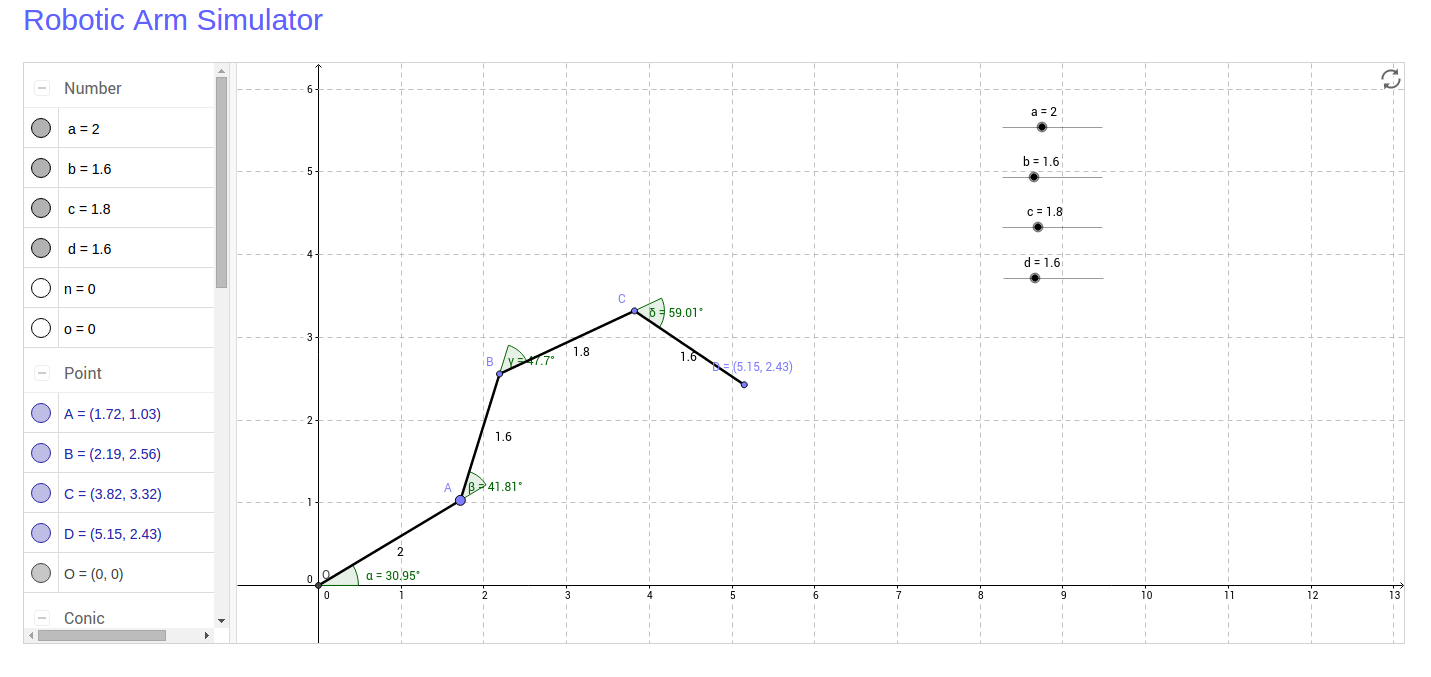 Robotic Arm Simulator
Number
a = 2
b = 1.6
c = 1.8
d = 1.6
n = 0
o = 0
Point
A = (1.72, 1.03)
B = (2.19, 2.56)
C = (3.82, 3.32)
D = (5.15, 2.43)
O = (0, 0)
Conic
6
5
4
3
2
1
0
a = 2
b = 1.6
c = 1.8
d = 1.6
C
δ = 59.01°
B
γ = 47.7°
1.8
1.6
D = (5.15, 2.43)
1.6
A
β = 41.81°
2
O
α = 30.95°
0 1 2 3 4 5 6 7 8 9 10 11 12 13